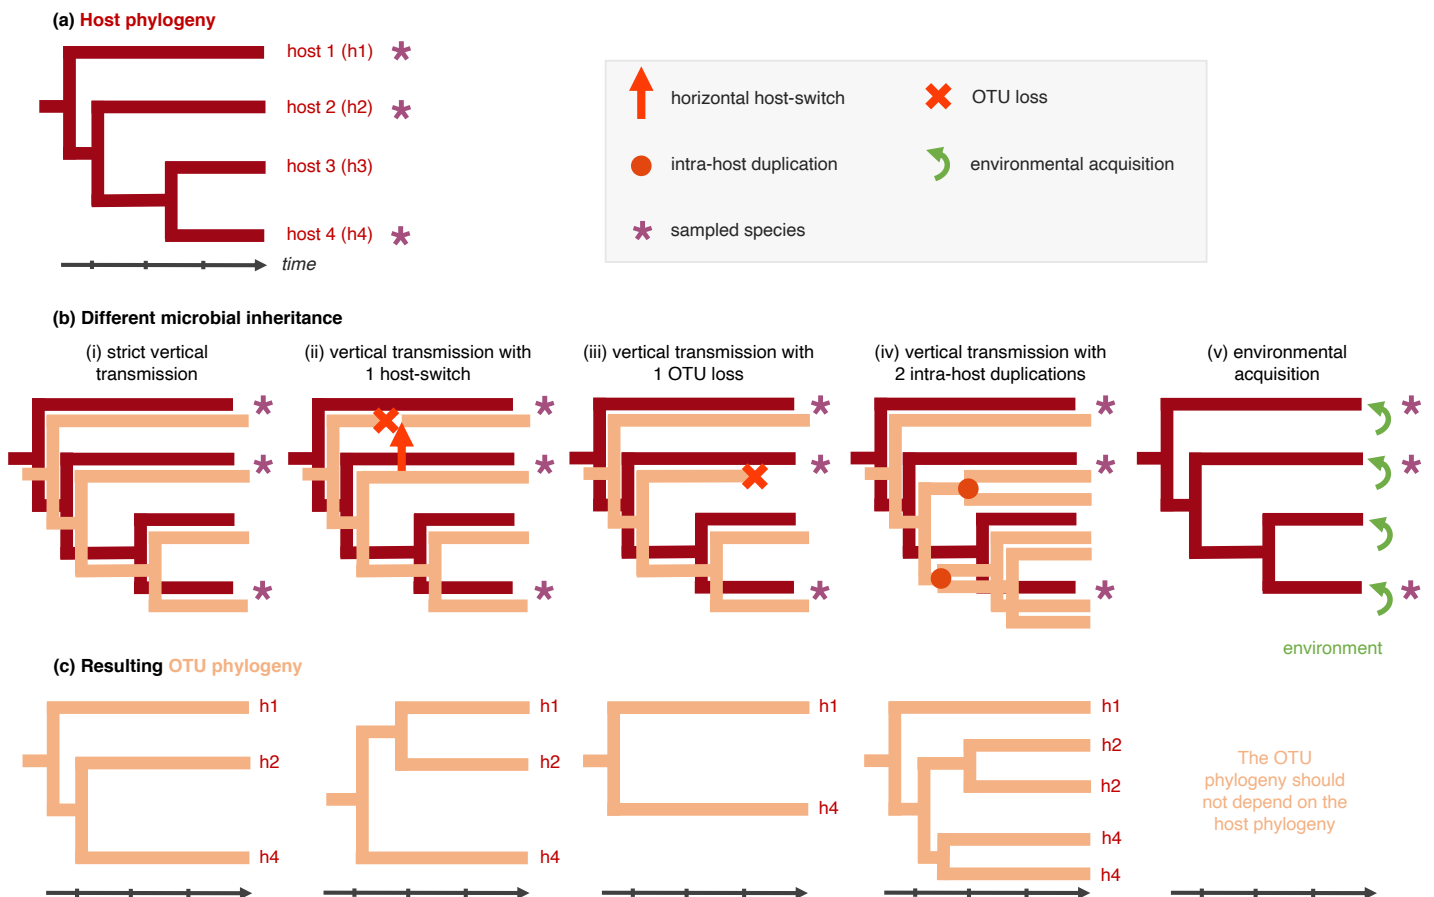 (a) Host phylogeny
host 1 (h1)
host 2 (h2)
host 3 (h3)
host 4 (h4)
time
horizontal host-switch
OTU loss
intra-host duplication
environmental acquisition
sampled species
(b) Different microbial inheritance
(i) strict vertical
transmission
(ii) vertical transmission with
1 host-switch
(iii) vertical transmission with
1 OTU loss
(iv) vertical transmission with
2 intra-host duplications
(v) environmental
acquisition
environment
(c) Resulting OTU phylogeny
h1
h2
h4
h1
h2
h4
h1
h4
h1
h2
h2
h4
h4
The OTU
phylogeny should
not depend on the
host phylogeny